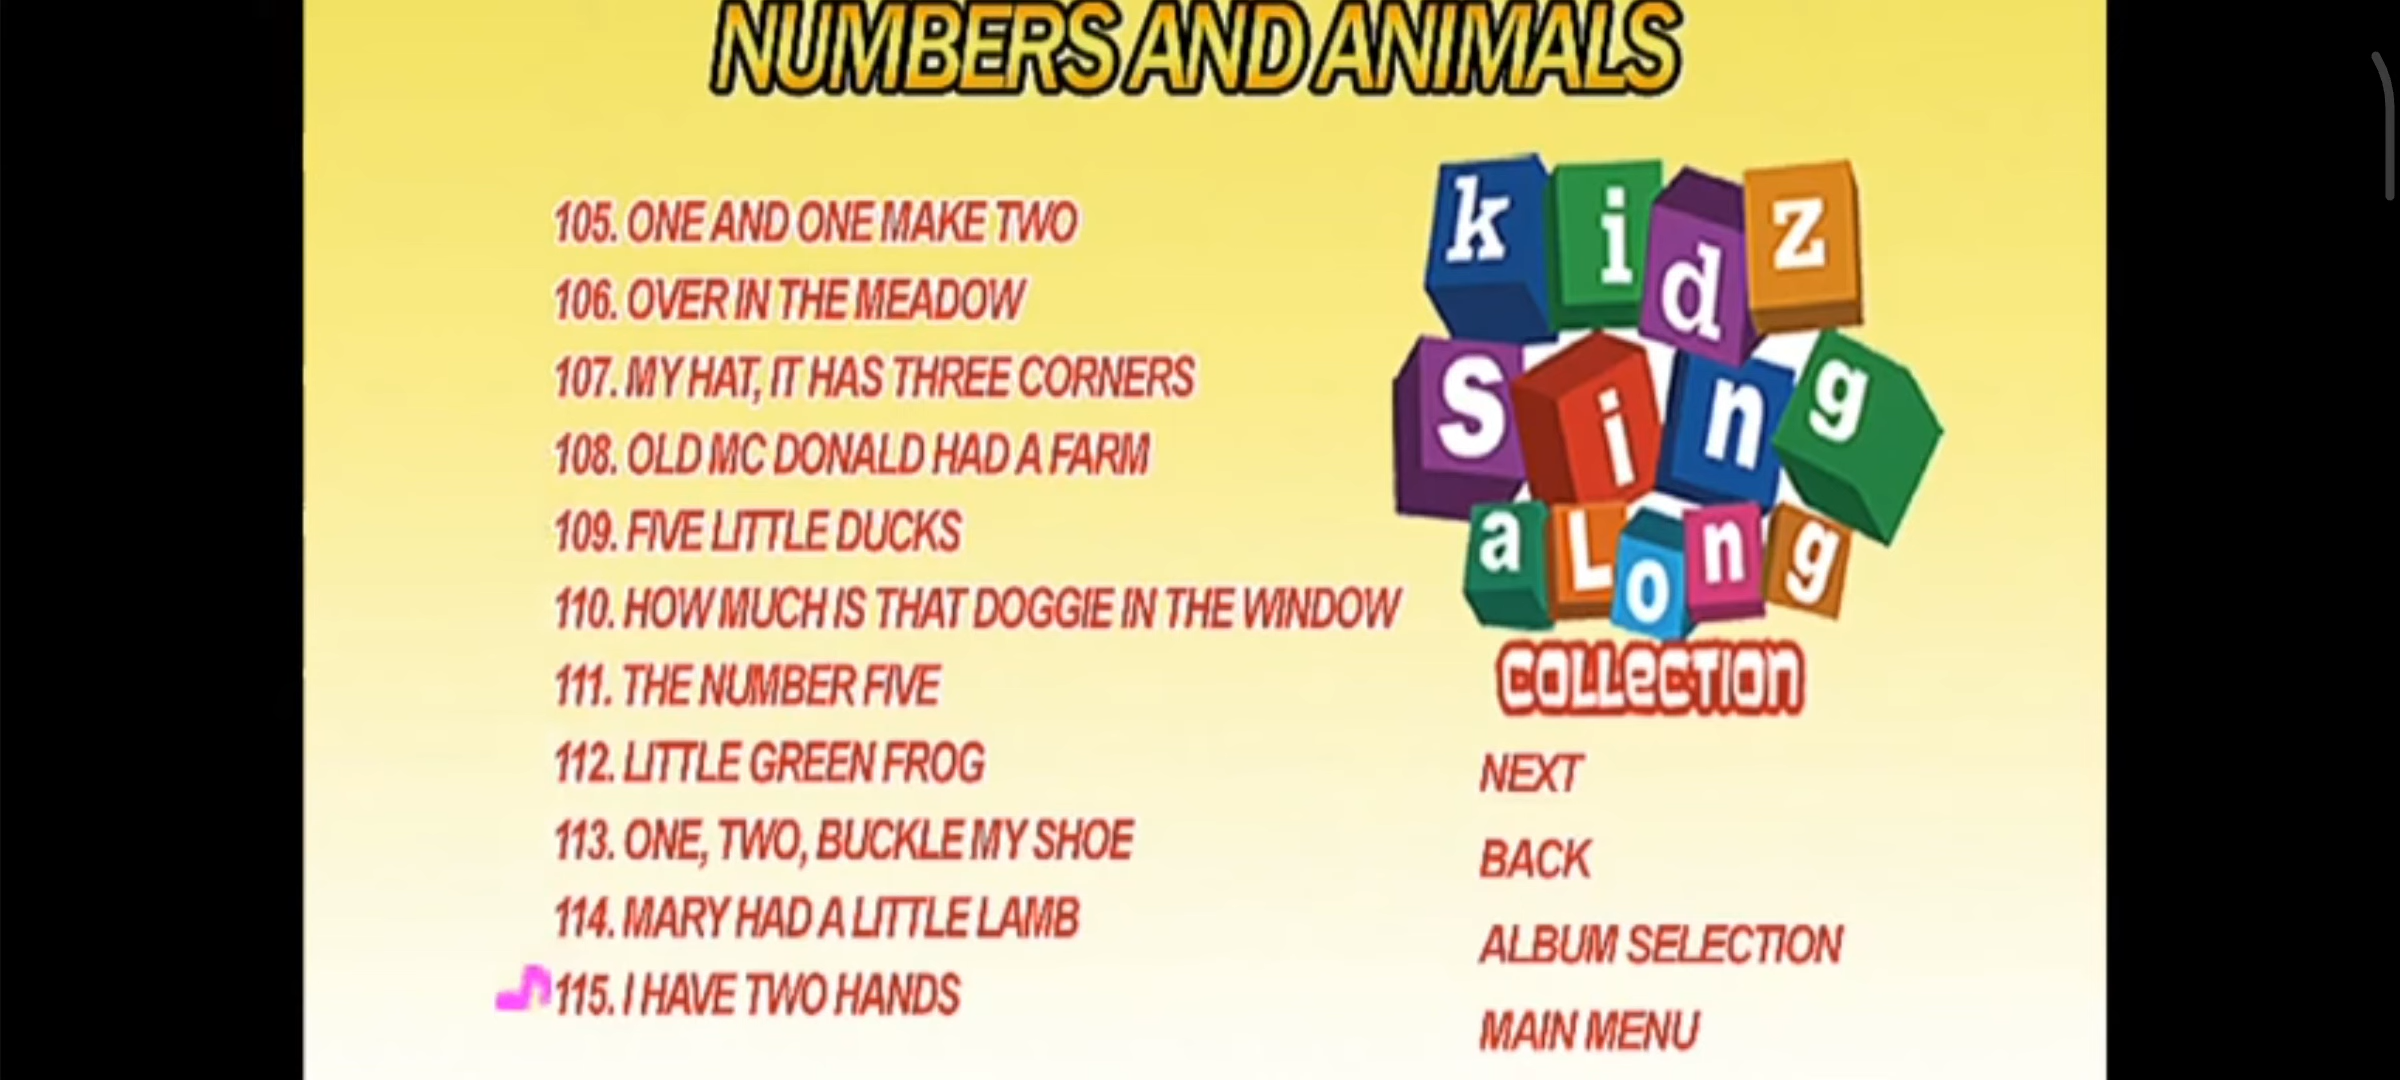 NUMBERS AND ANIMALS
105. ONE AND ONE MAKE TWO
106. OVER IN THE MEADOW
107. MY HAT, IT HAS THREE CORNERS
108. OLD MC DONALD HAD A FARM
109. FIVE LITTLE DUCKS
110. HOW MUCH IS THAT DOGGIE IN THE WINDOW
111. THE NUMBER FIVE
112. LITTLE GREEN FROG
113. ONE, TWO, BUCKLE MY SHOE
114. MARY HAD A LITTLE LAMB
115. I HAVE TWO HANDS
kidz
Sing
aLong
COLLeCTION
NEXT
BACK
ALBUM SELECTION
MAIN MENU